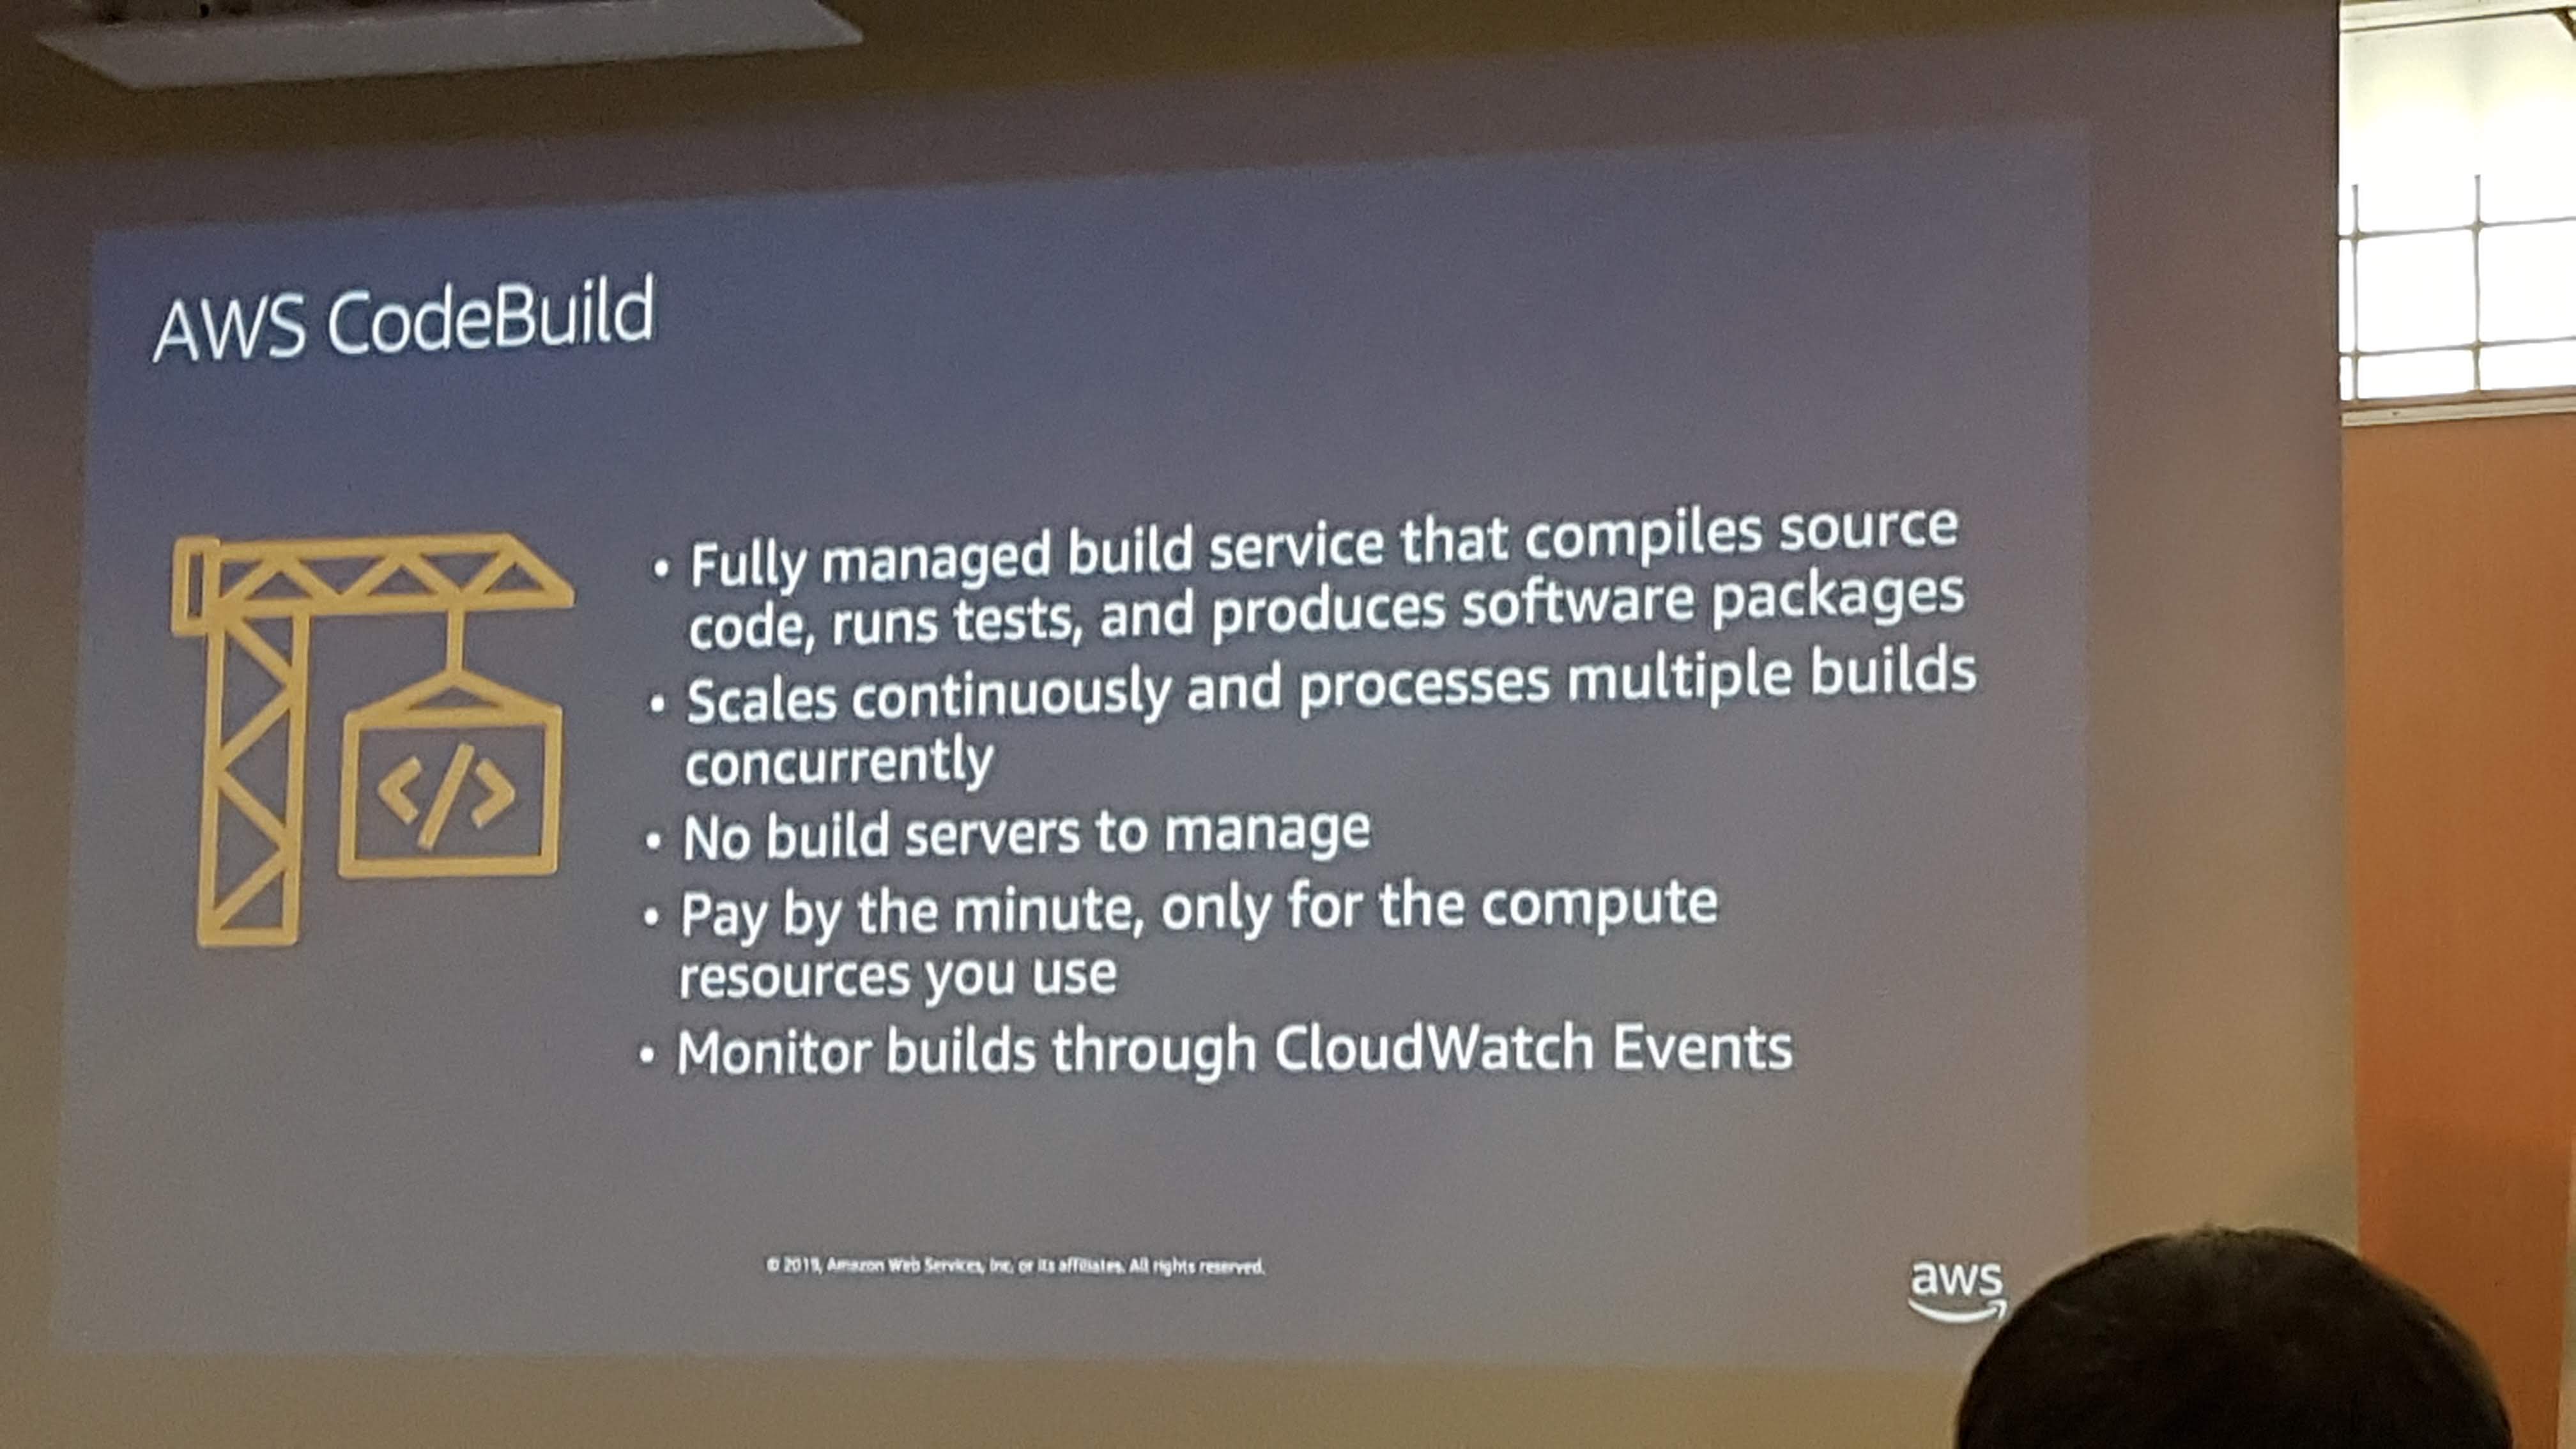 AWS CodeBuild
</>
• Fully managed build service that compiles source
code, runs tests, and produces software packages
• Scales continuously and processes multiple builds
concurrently
• No build servers to manage
• Pay by the minute, only for the compute
resources you use
• Monitor builds through CloudWatch Events
© 2019, Amazon Web Services, Inc. or its affiliates. All rights reserved.
aws